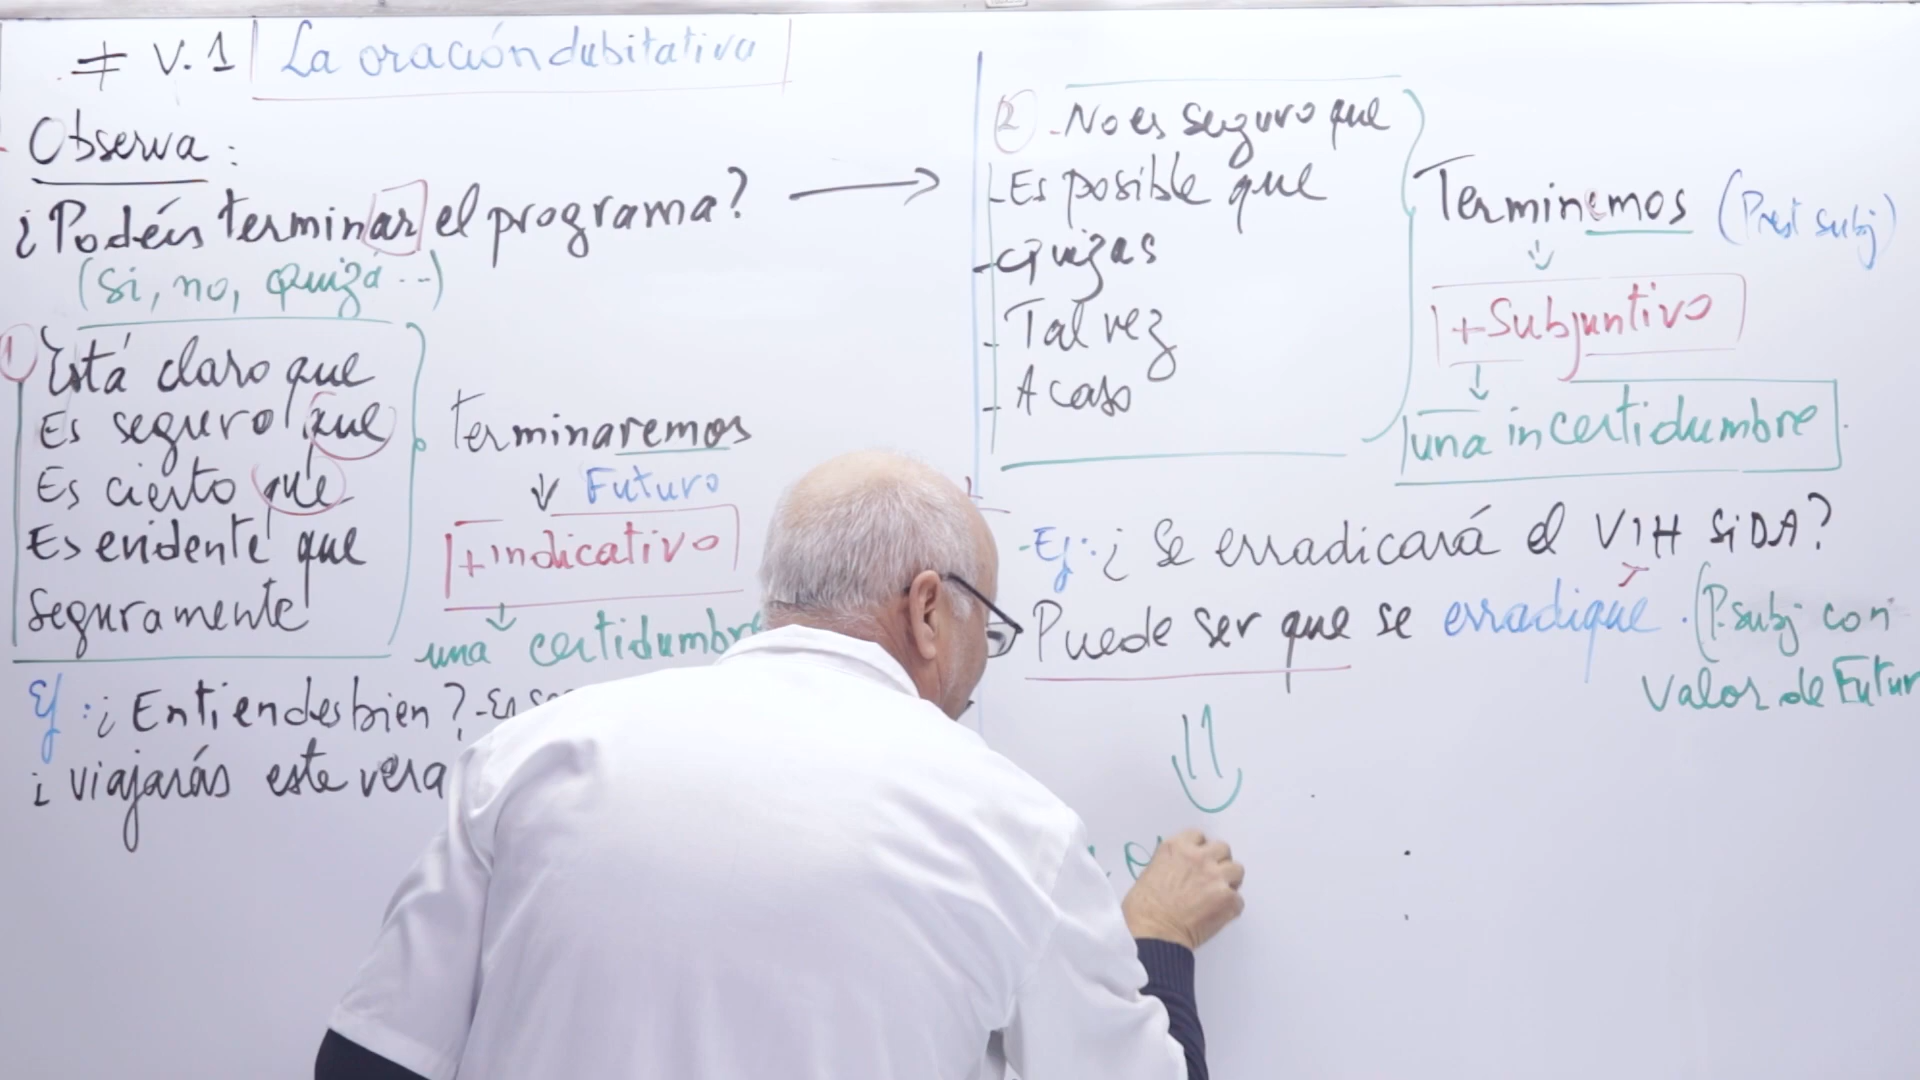 ≠ V.1 La oración dubitativa
Observa :
¿Podéis terminar el programa? →
(Si, no, Quizá...)
1
Está claro que
Es seguro que
Es cierto que
Es evidente que
Seguramente
terminaremos
↓ Futuro
+indicativo
↓
una certidumbre
Ej :¿Entiendes bien? - Es
¿ viajarás este vera
2 - No es seguro que
- Es posible que
- Quizas
- Tal vez
- Acaso
Terminemos (Prest subj)
↓
+Subjuntivo
↓
una incertidumbre
- Ej: ¿ Se erradicará el VIH SiDA?
Puede ser que se erradique . (P. subj con
Valor de Futur